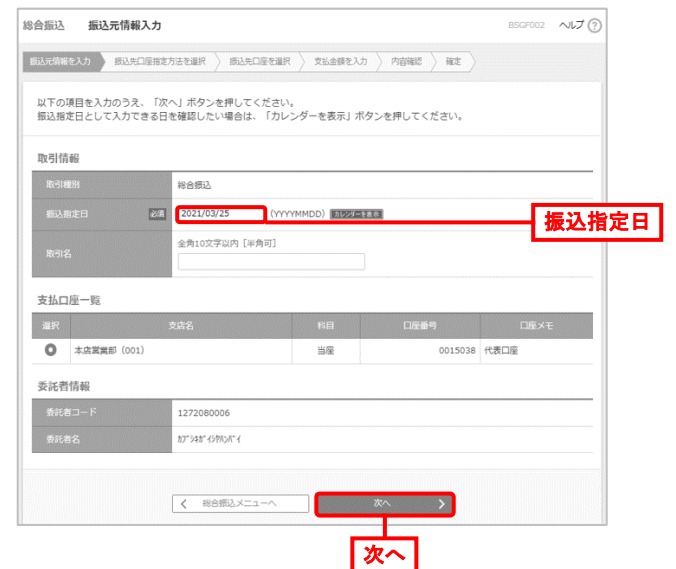 総合振込 振込元情報入力 BSGF002 ヘルプ ?
振込元情報を入力 振込先口座指定方法を選択 振込先口座を選択 支払金額を入力 内容確認 確定
以下の項目を入力のうえ、「次へ」ボタンを押してください。
振込指定日として入力できる日を確認したい場合は、「カレンダーを表示」ボタンを押してください。
取引情報
取引種別 総合振込
振込指定日 必須 2021/03/25 (YYYYMMDD) カレンダーを表示
振込指定日
取引名 全角10文字以内 [半角可]
支払口座一覧
選択 支店名 科目 口座番号 口座メモ
本店営業部 (001) 当座 0015038 代表口座
委託者情報
委託者コード 1272080006
委託者名
総合振込メニューへ 次へ
次へ